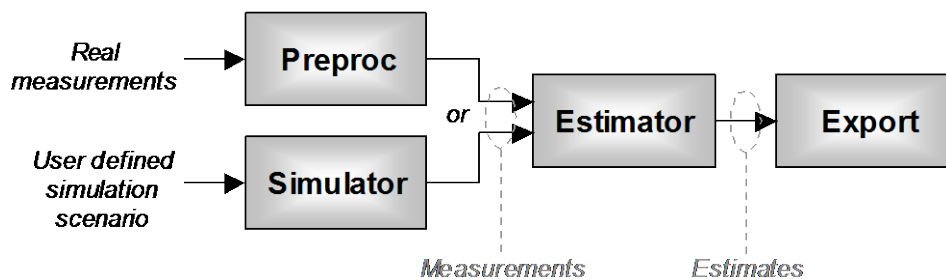 Real
measurements
Preproc
or
Estimator
Export
User defined
simulation
scenario
Simulator
Measurements
Estimates